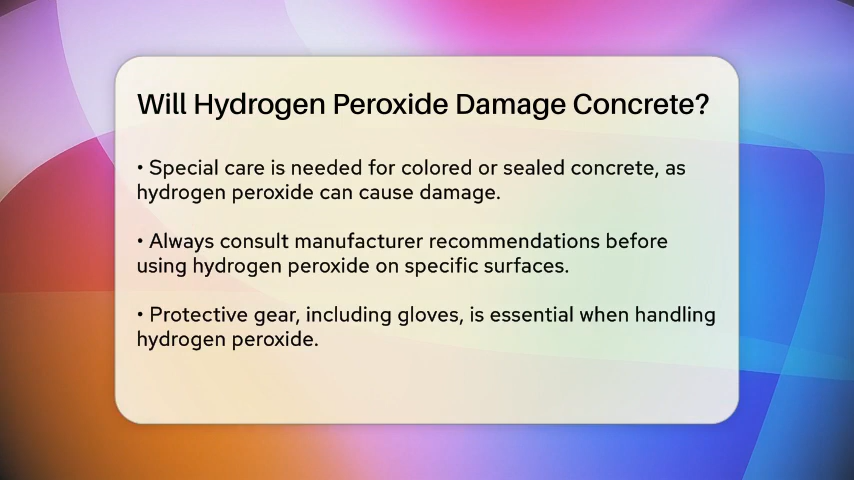 Will Hydrogen Peroxide Damage Concrete?
• Special care is needed for colored or sealed concrete, as
hydrogen peroxide can cause damage.
• Always consult manufacturer recommendations before
using hydrogen peroxide on specific surfaces.
• Protective gear, including gloves, is essential when handling
hydrogen peroxide.